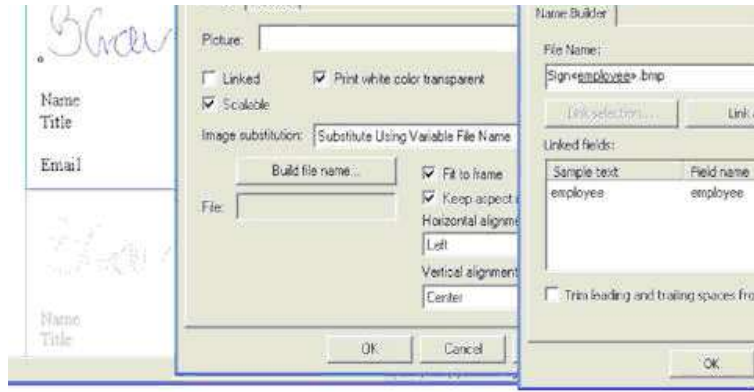 Name
Title
Email
Name
Title
Picture:
Linked
Print white color transparent
Scalable
Image substitution: Substitute Using Variable File Name
Build file name...
Fit to frame
Keep aspect
File:
Horizontal alignme
Left
Vertical alignment
Center
OK Cancel
Name Builder
File Name:
Sign«employee».bmp
Link selection...
Link
Linked fields:
Sample text Field name
employee employee
Trim leading and trailing spaces fro
OK